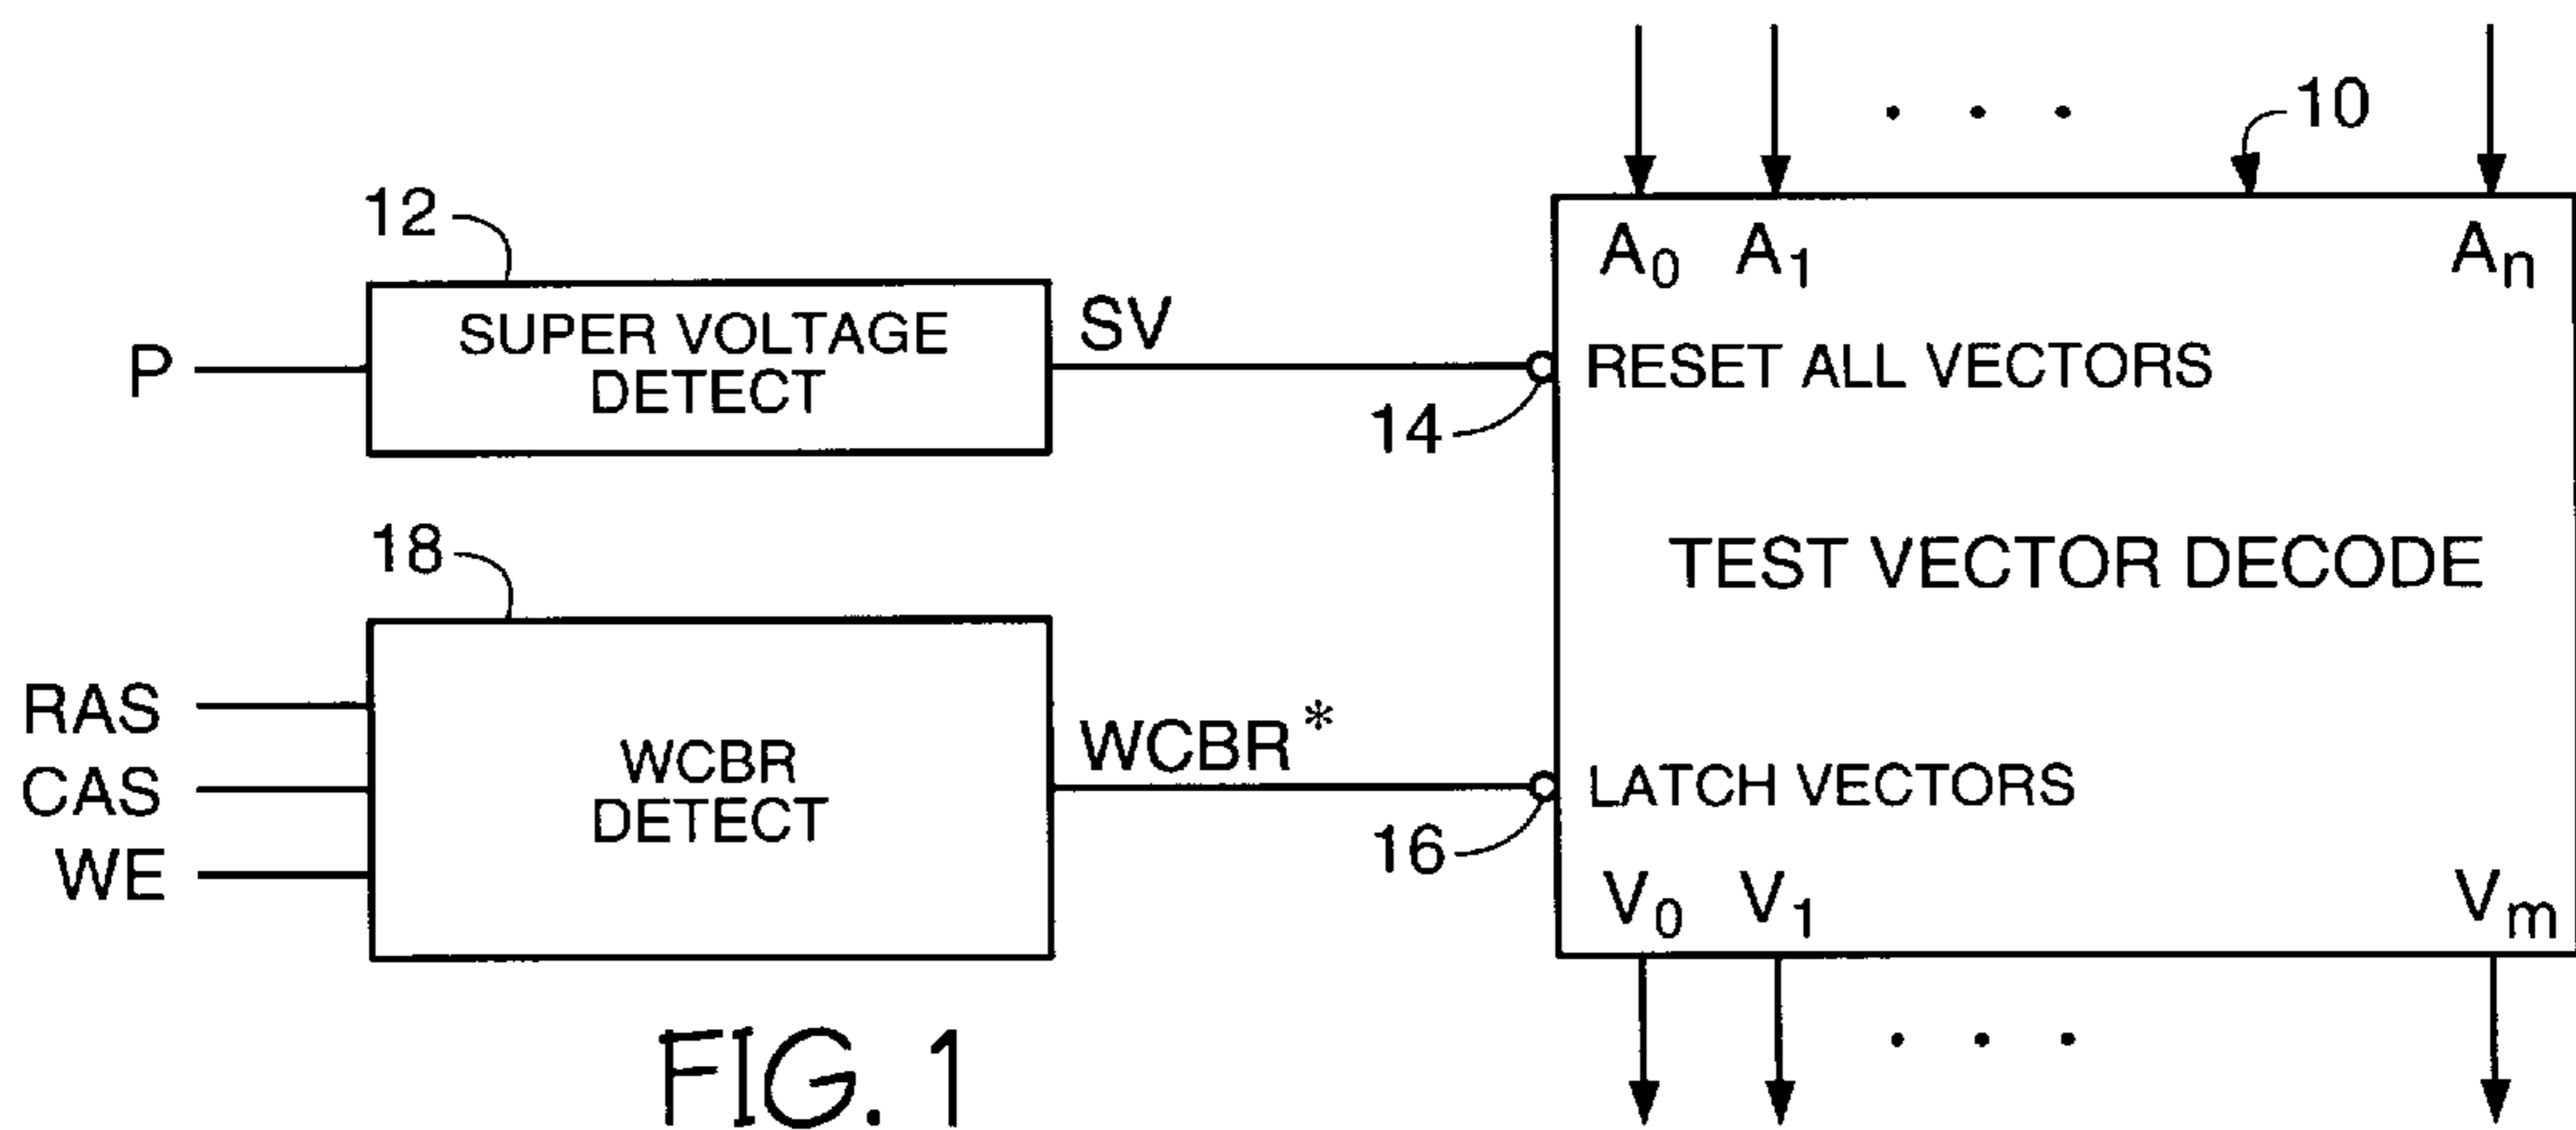 10
A0 A1 An
12
SUPER VOLTAGE
DETECT
P
SV
RESET ALL VECTORS
14
TEST VECTOR DECODE
18
RAS
CAS
WE
WCBR
DETECT
WCBR*
LATCH VECTORS
16
V0 V1 Vm
FIG. 1